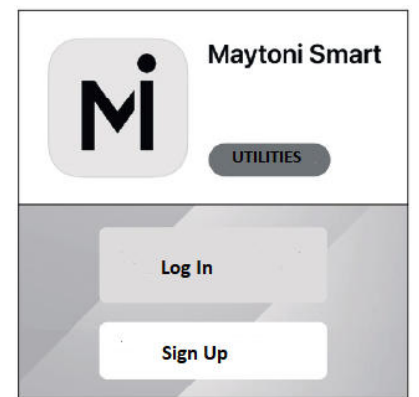 Mi
Maytoni Smart
UTILITIES
Log In
Sign Up